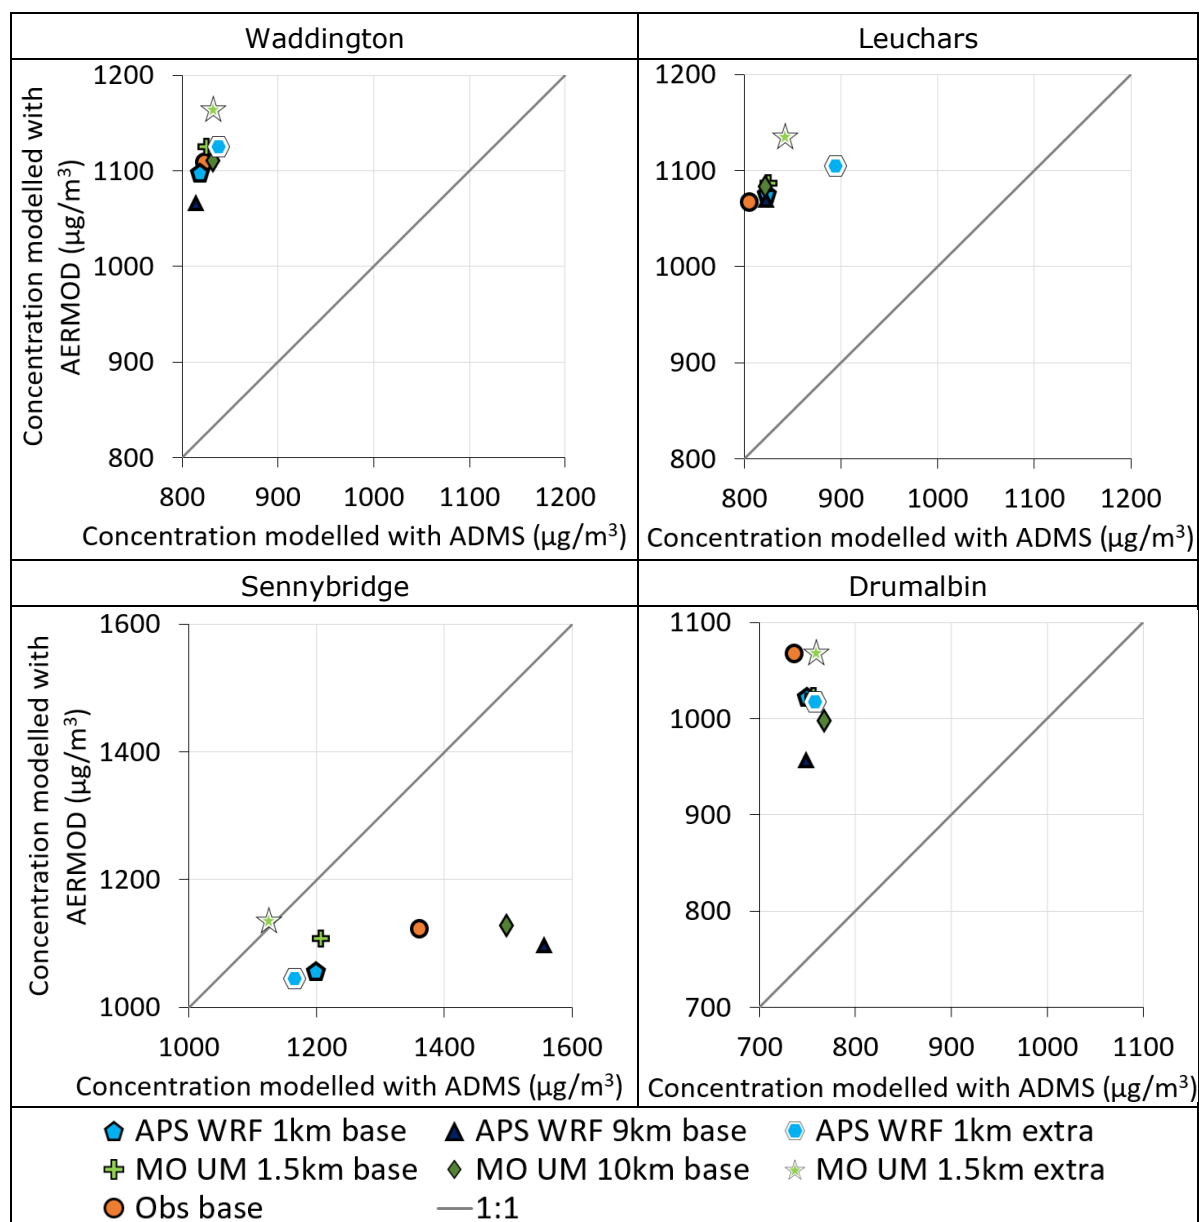 Waddington
Leuchars
Concentration modelled with
AERMOD (µg/m³)
1200
1100
1000
900
800
800 900 1000 1100 1200
Concentration modelled with ADMS (µg/m³)
1200
1100
1000
900
800
800 900 1000 1100 1200
Concentration modelled with ADMS (µg/m³)
Sennybridge
Drumalbin
Concentration modelled with
AERMOD (µg/m³)
1600
1400
1200
1000
1000 1200 1400 1600
Concentration modelled with ADMS (µg/m³)
1100
1000
900
800
700
700 800 900 1000 1100
Concentration modelled with ADMS (µg/m³)
APS WRF 1km base APS WRF 9km base APS WRF 1km extra
MO UM 1.5km base MO UM 10km base MO UM 1.5km extra
Obs base 1:1